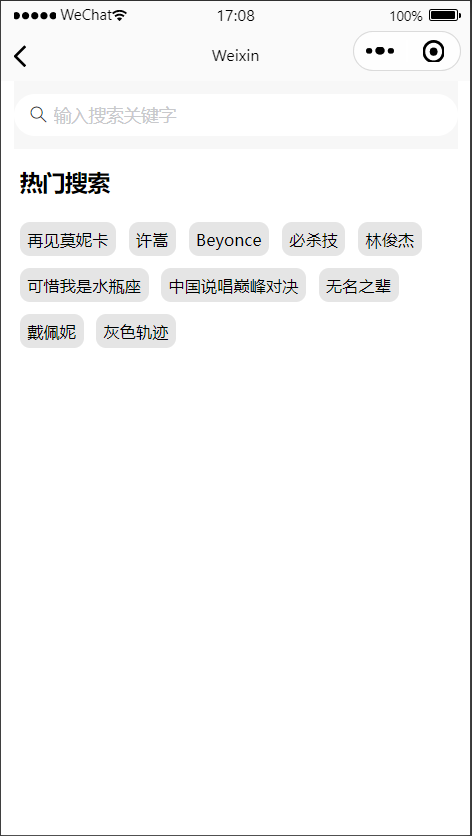 WeChat 17:08 100%
Weixin
输入搜索关键字
热门搜索
再见莫妮卡 许嵩 Beyonce 必杀技 林俊杰
可惜我是水瓶座 中国说唱巅峰对决 无名之辈
戴佩妮 灰色轨迹